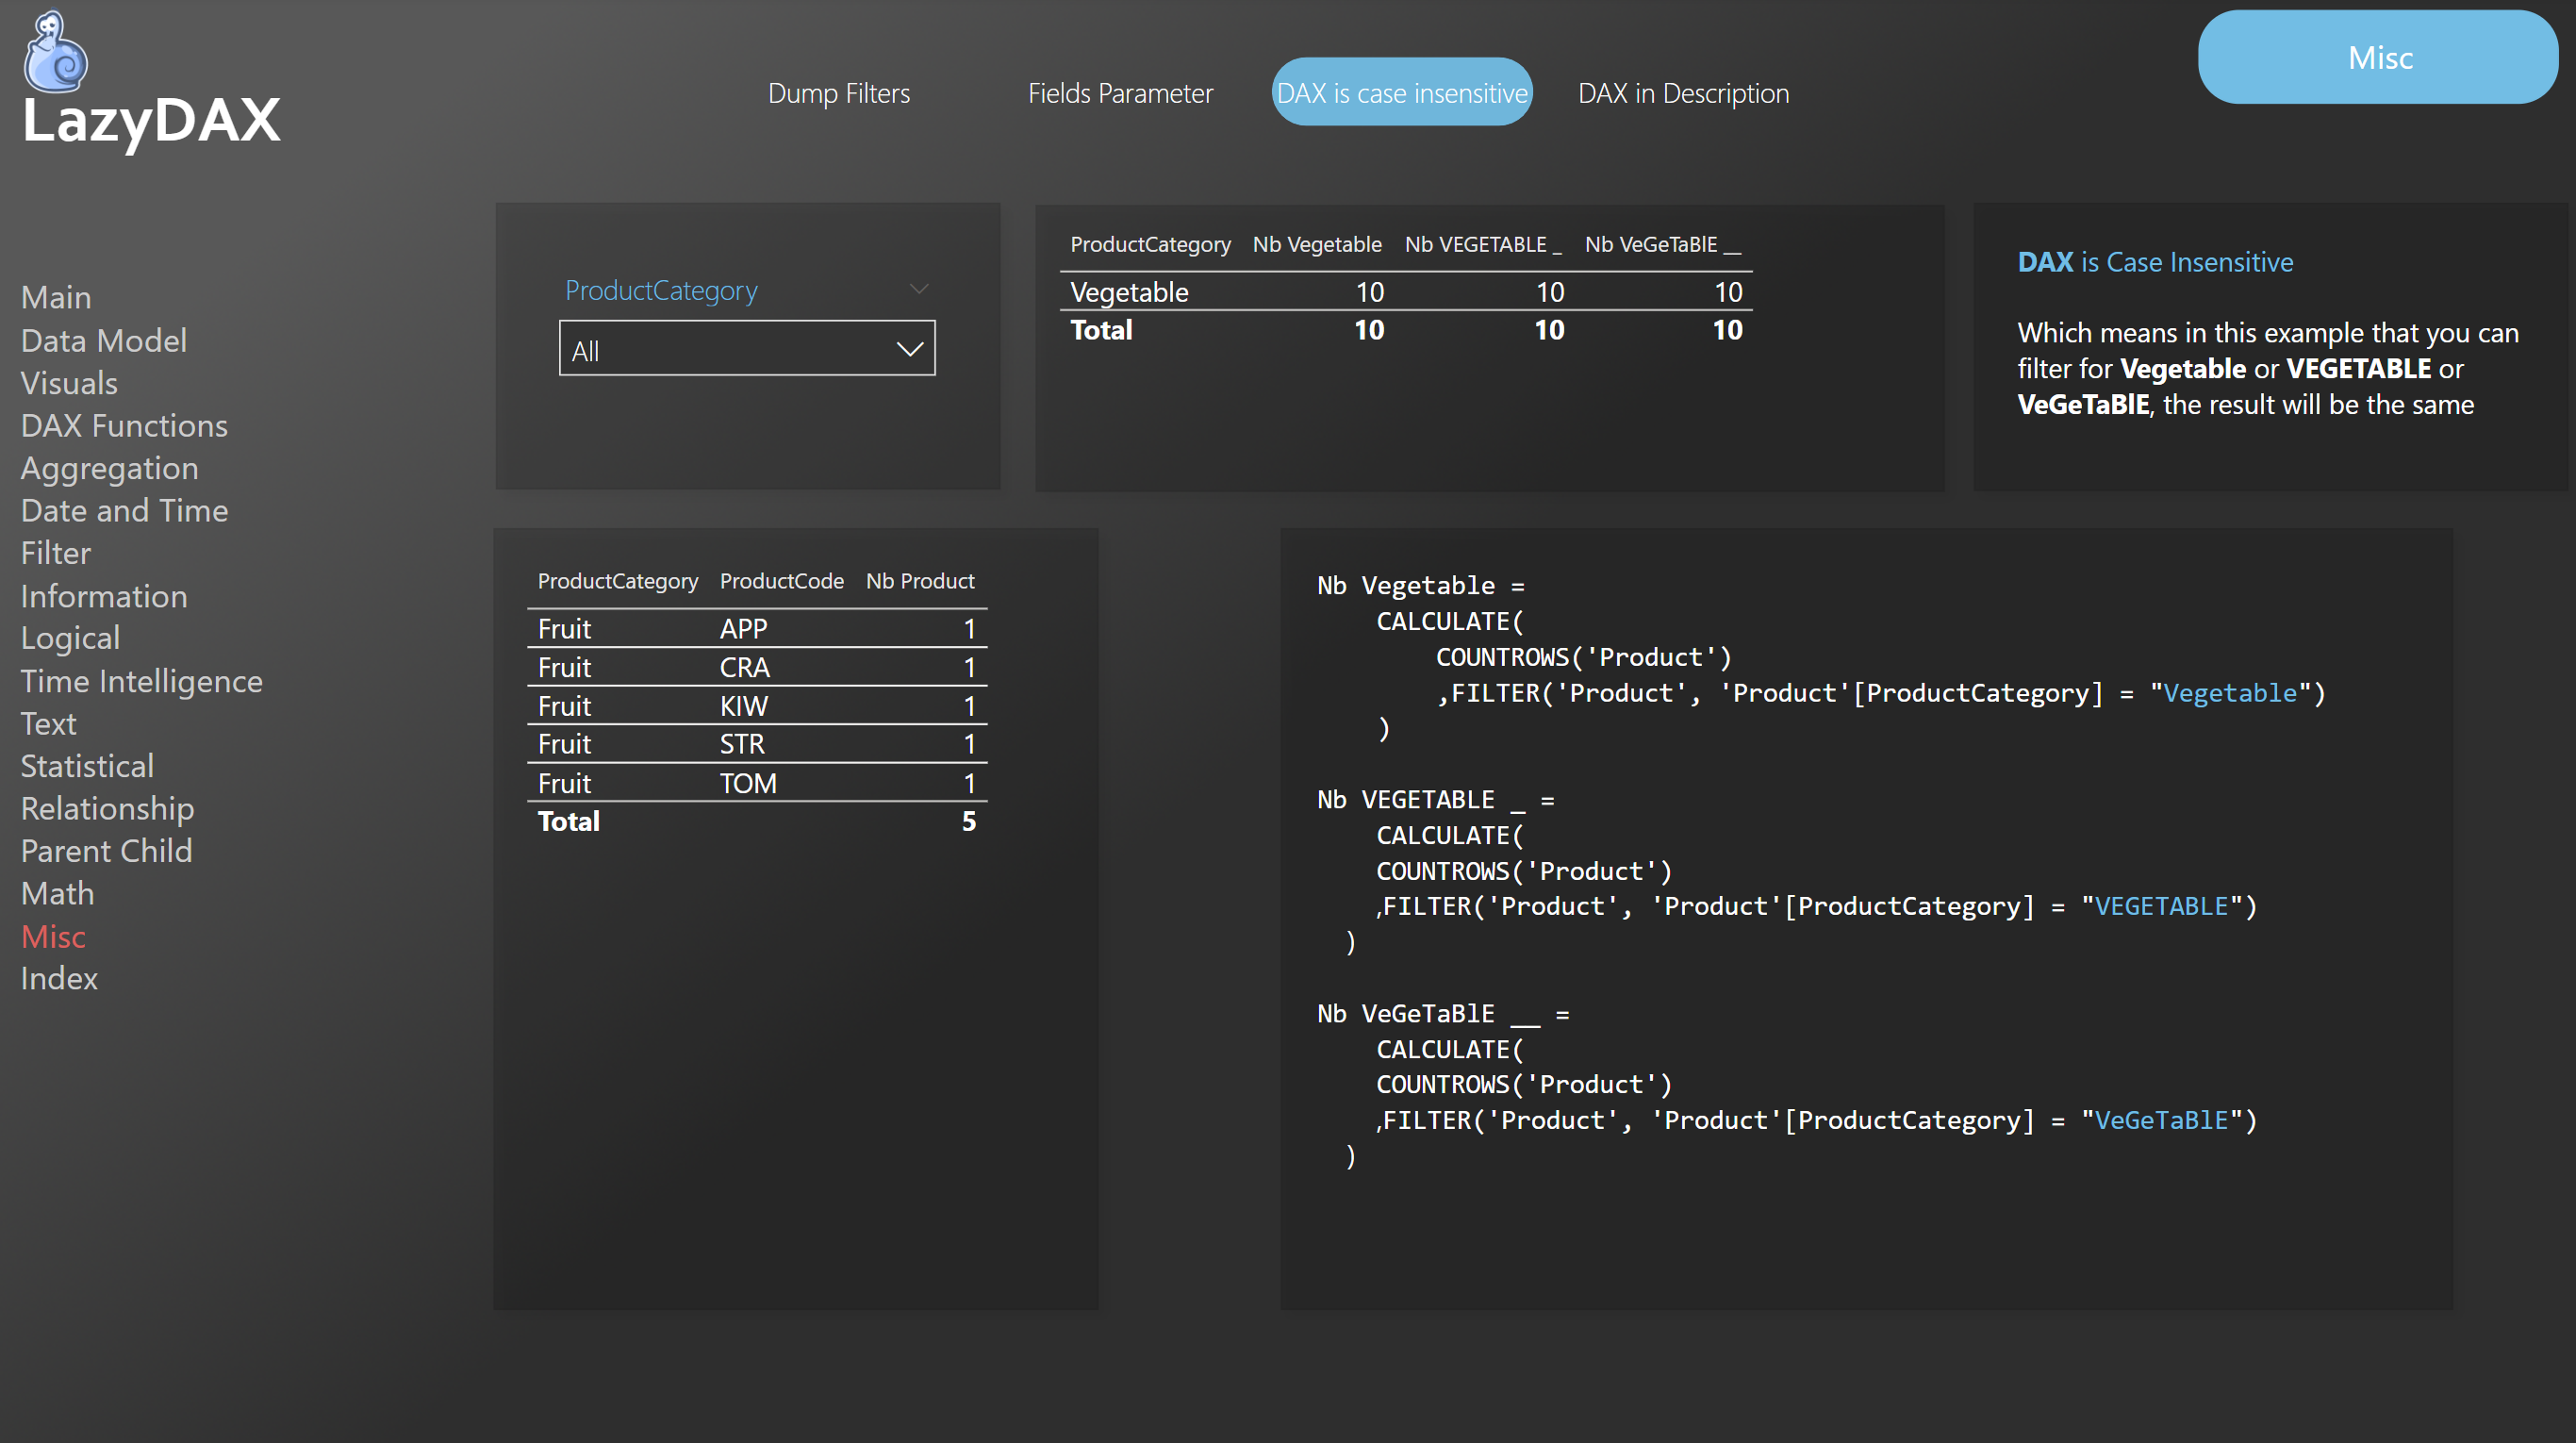 LazyDAX
Dump Filters
Fields Parameter
DAX is case insensitive
DAX in Description
Misc
Main
Data Model
Visuals
DAX Functions
Aggregation
Date and Time
Filter
Information
Logical
Time Intelligence
Text
Statistical
Relationship
Parent Child
Math
Misc
Index
ProductCategory
All
ProductCategory Nb Vegetable Nb VEGETABLE _ Nb VeGeTaBlE __
Vegetable 10 10 10
Total 10 10 10
DAX is Case Insensitive
Which means in this example that you can
filter for Vegetable or VEGETABLE or
VeGeTaBlE, the result will be the same
ProductCategory ProductCode Nb Product
Fruit APP 1
Fruit CRA 1
Fruit KIW 1
Fruit STR 1
Fruit TOM 1
Total 5
Nb Vegetable =
CALCULATE(
COUNTROWS('Product')
,FILTER('Product', 'Product'[ProductCategory] = "Vegetable")
)
Nb VEGETABLE _ =
CALCULATE(
COUNTROWS('Product')
,FILTER('Product', 'Product'[ProductCategory] = "VEGETABLE")
)
Nb VeGeTaBlE __ =
CALCULATE(
COUNTROWS('Product')
,FILTER('Product', 'Product'[ProductCategory] = "VeGeTaBlE")
)